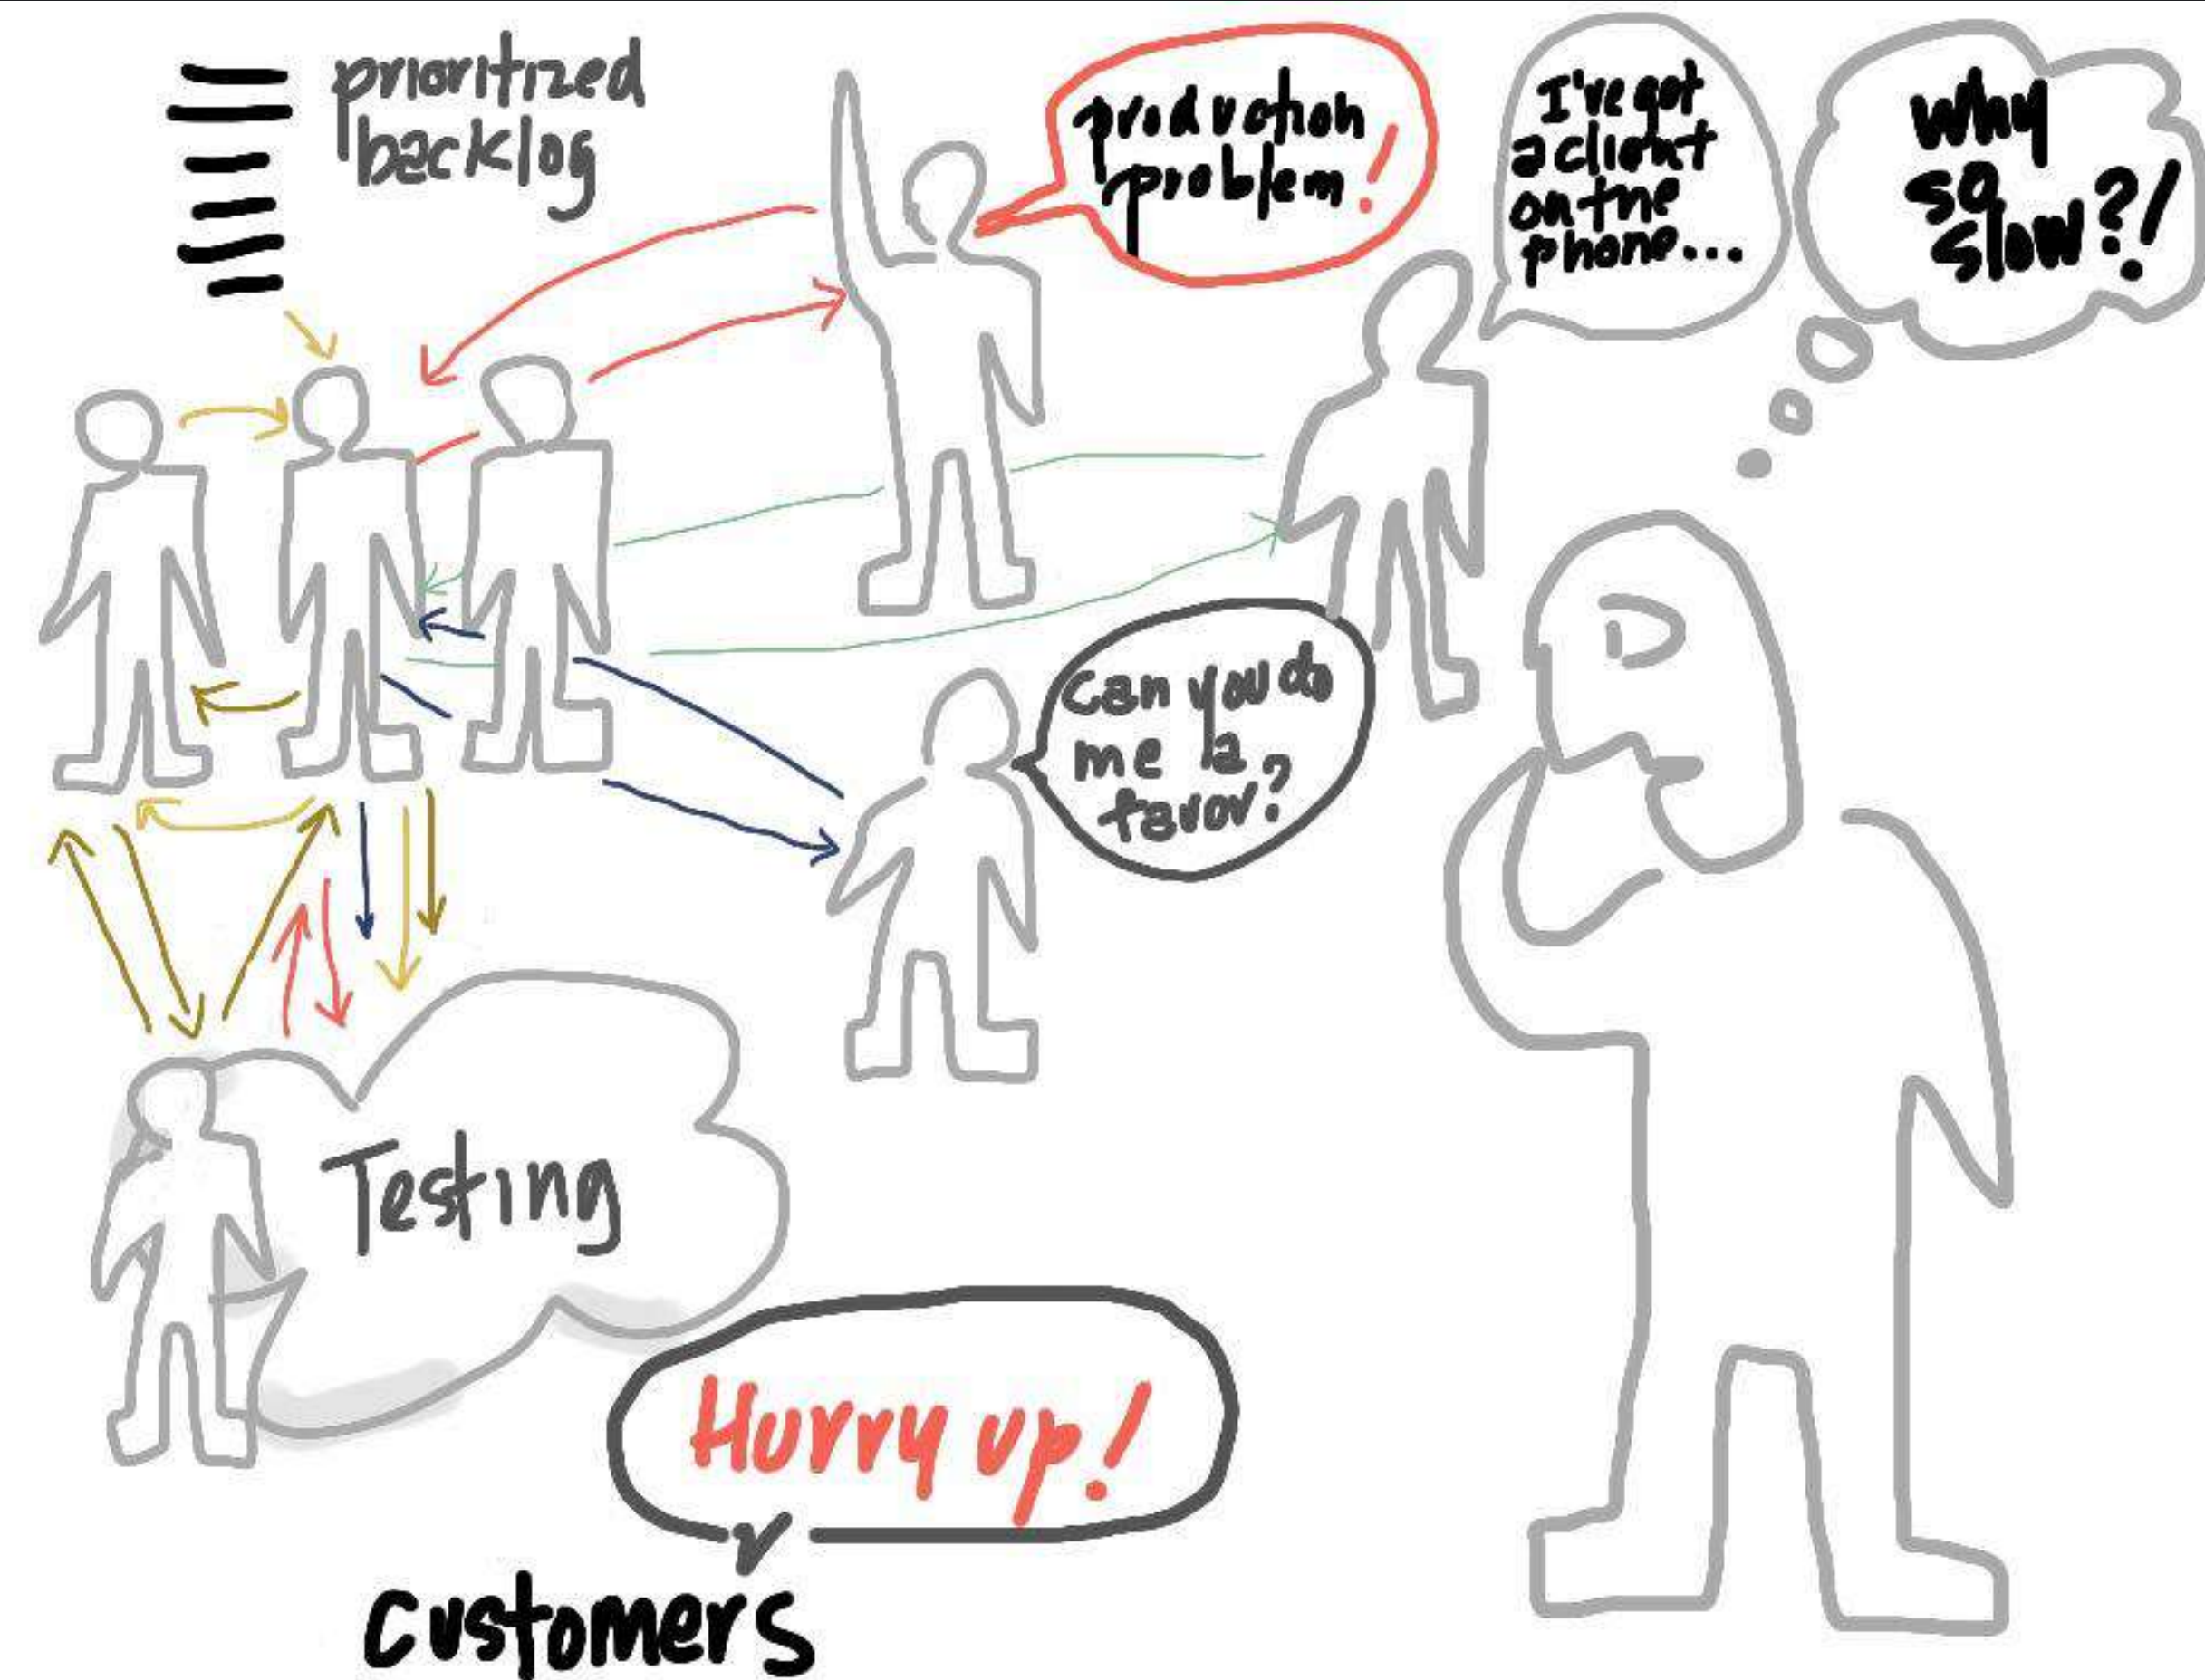 prioritized
backlog
production
problem!
I've got
a client
on the
phone...
Why
so
slow?!
can you do
me a
favor?
Testing
Hurry up!
customers